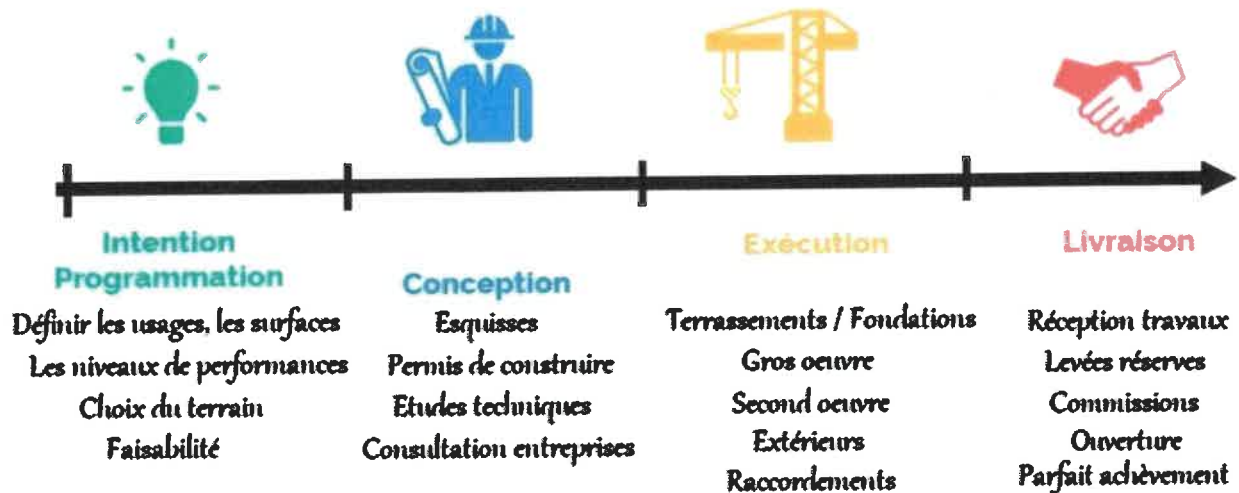 Intention
Programmation
Définir les usages, les surfaces
Les niveaux de performances
Choix du terrain
Faisabilité
Conception
Esquisses
Permis de construire
Etudes techniques
Consultation entreprises
Exécution
Terrassements / Fondations
Gros oeuvre
Second oeuvre
Extérieurs
Raccordements
Livraison
Réception travaux
Levées réserves
Commissions
Ouverture
Parfait achèvement